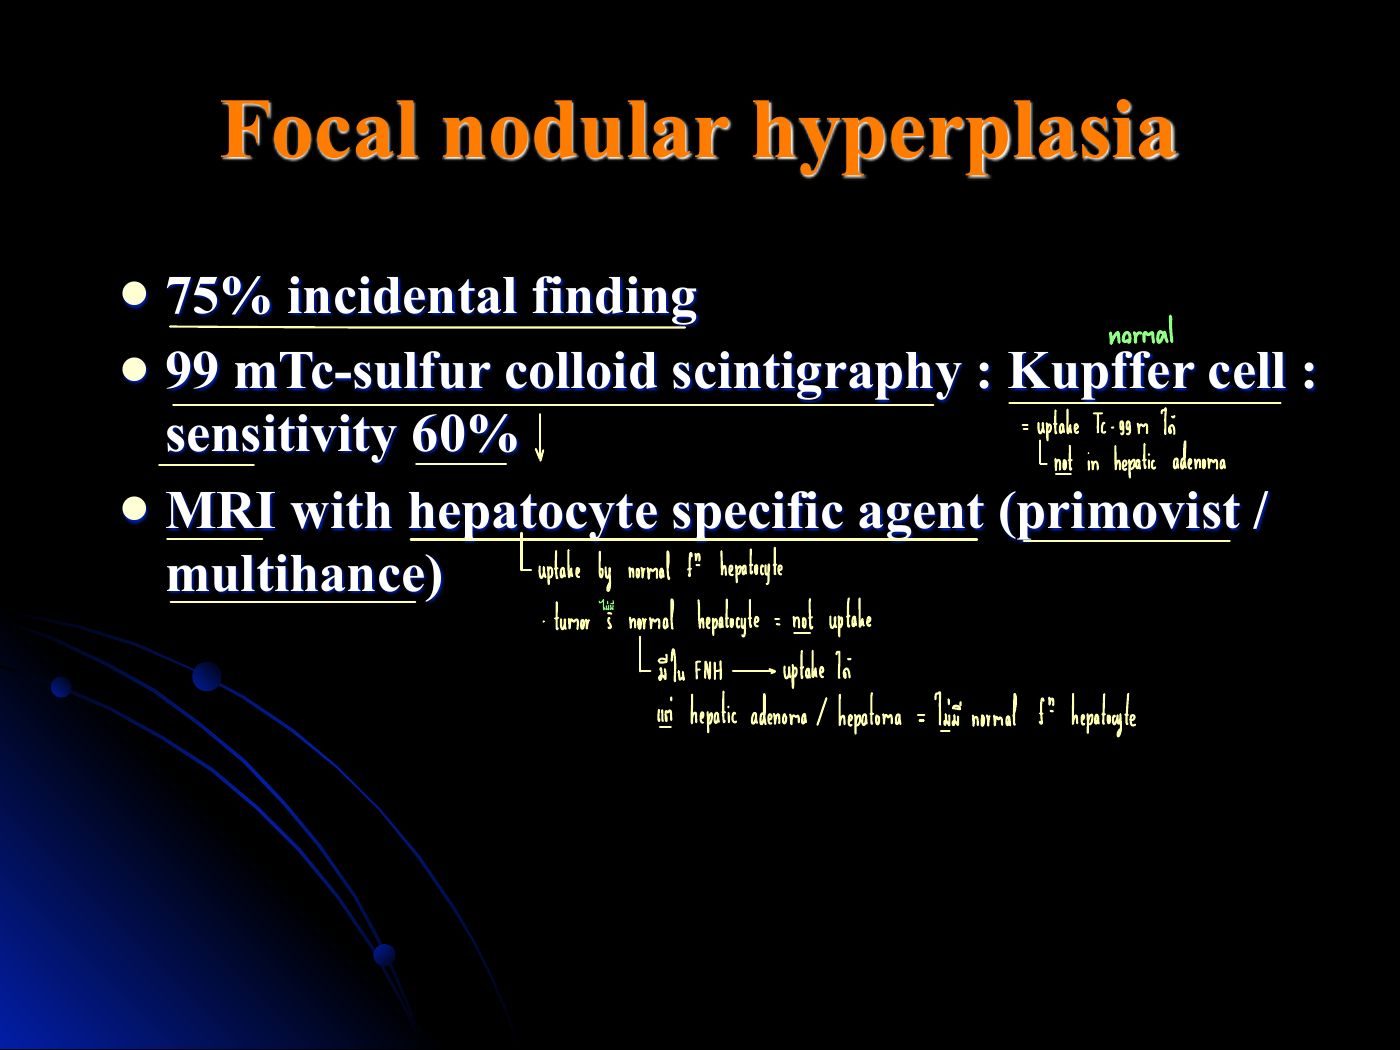 Focal nodular hyperplasia
75% incidental finding
normal
99 mTc-sulfur colloid scintigraphy : Kupffer cell :
sensitivity 60% ↓
= uptake Tc-99m ได้
not in hepatic adenoma
MRI with hepatocyte specific agent (primovist /
multihance)
uptake by normal fⁿ hepatocyte
ไม่มี
· tumor ที่ normal hepatocyte = not uptake
มีใน FNH → uptake ได้
แต่ hepatic adenoma / hepatoma = ไม่มี normal fⁿ hepatocyte